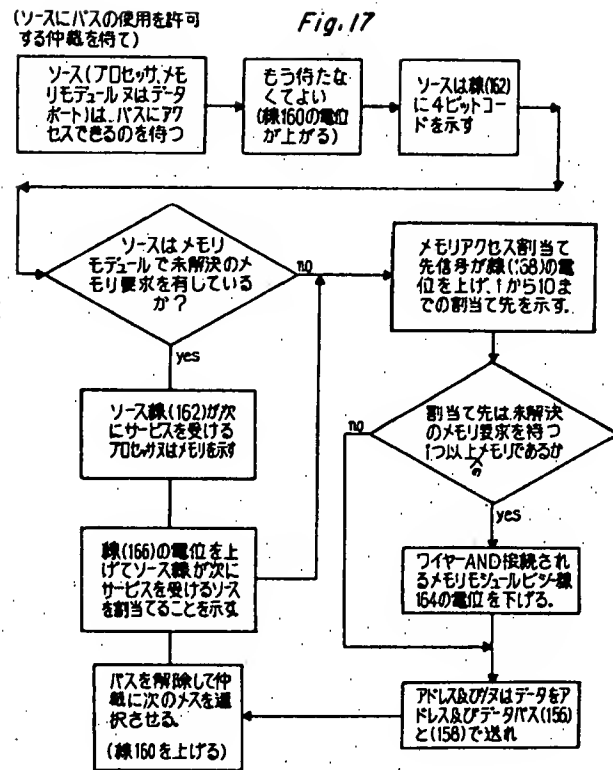 (ソースにバスの使用を許可
する仲裁を待て)
Fig.17
ソース(プロセッサ,メモ
リモデュール又はデータ
ポート)は、バスにアク
セスできるのを待つ
もう待たな
くてよい
(線160の電位
が上がる)
ソースは線(162)
に4ビットコー
ドを示す
ソースはメモリ
モデュールで未解決のメ
モリ要求を有している
か?
no
yes
メモリアクセス割当て
先信号が線(168)の電
位を上げ,1から10ま
での割当て先を示す.
ソース線(162)が次
にサービスを受ける
プロセッサ又はメモリを示す
割当て先は未解決
のメモリ要求を待つ
1つ以上メモリであるか
の
no
yes
線(166)の電位を上
げてソース線が次に
サービスを受けるソース
を割当てることを示す.
ワイヤーAND接続され
るメモリモジュールビジー線
164の電位を下げる.
バスを解除して仲
裁に次のメスを選
択させる.
(線160を上げる)
アドレス及び/又はデータをア
ドレス及びデータバス(156)
と(158)で送れ